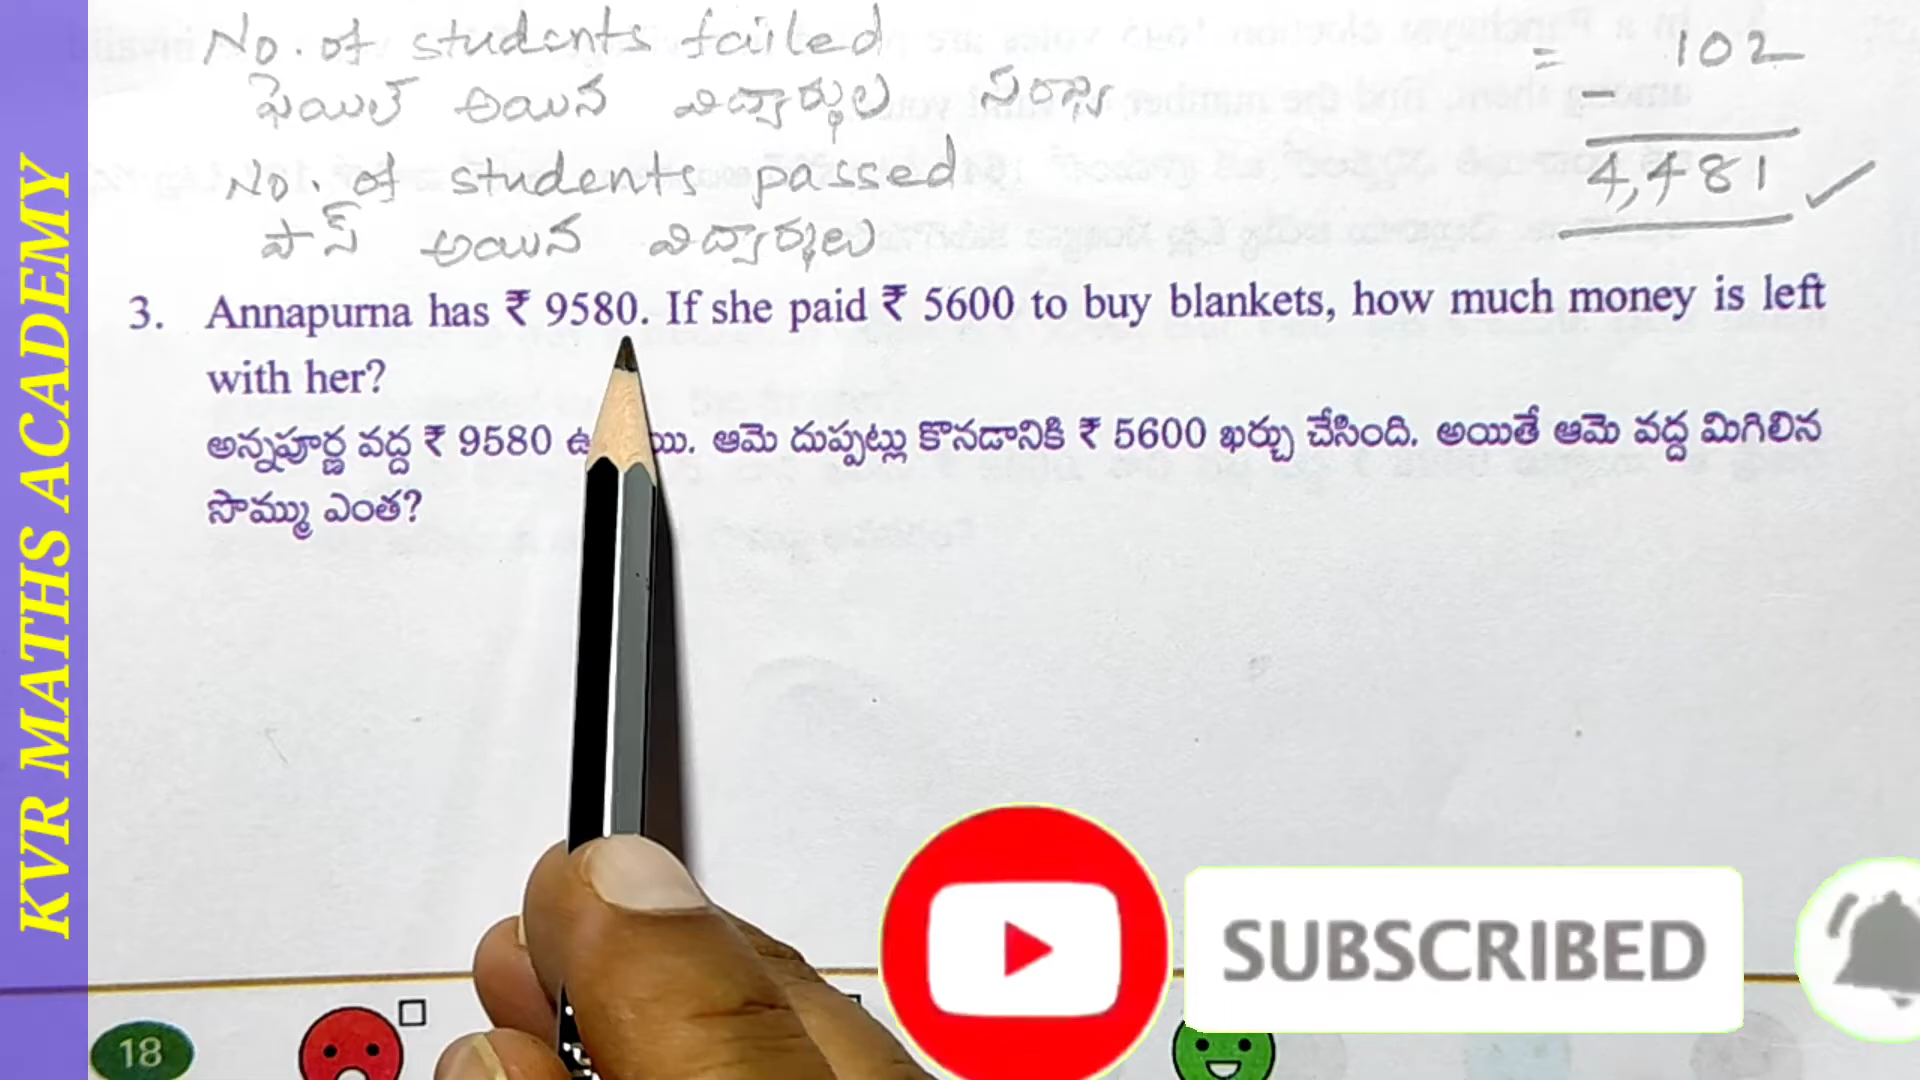 No. of students failed = 102
ఫెయిల్ అయిన విద్యార్థుల సంఖ్య –
No. of students passed 4,481 ✓
పాస్ అయిన విద్యార్థులు
3. Annapurna has ₹ 9580. If she paid ₹ 5600 to buy blankets, how much money is left
with her?
అన్నపూర్ణ వద్ద ₹ 9580 ఆమె దుప్పట్లు కొనడానికి ₹ 5600 ఖర్చు చేసింది. అయితే ఆమె వద్ద మిగిలిన
సొమ్ము ఎంత?
KVR MATHS ACADEMY
SUBSCRIBED
18